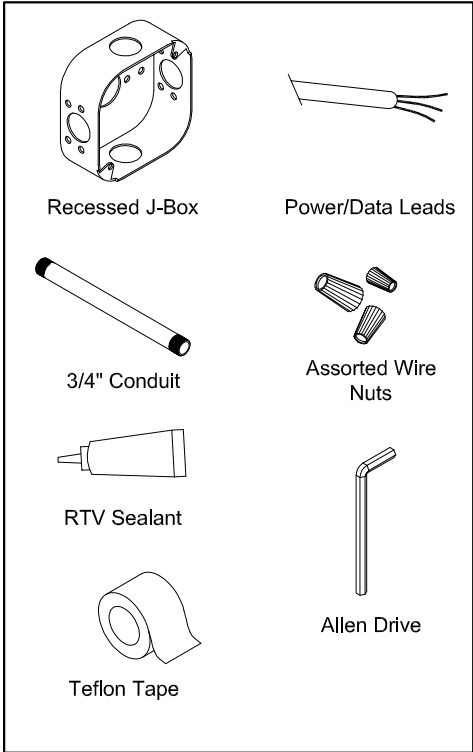 Recessed J-Box
Power/Data Leads
3/4" Conduit
Assorted Wire
Nuts
RTV Sealant
Allen Drive
Teflon Tape